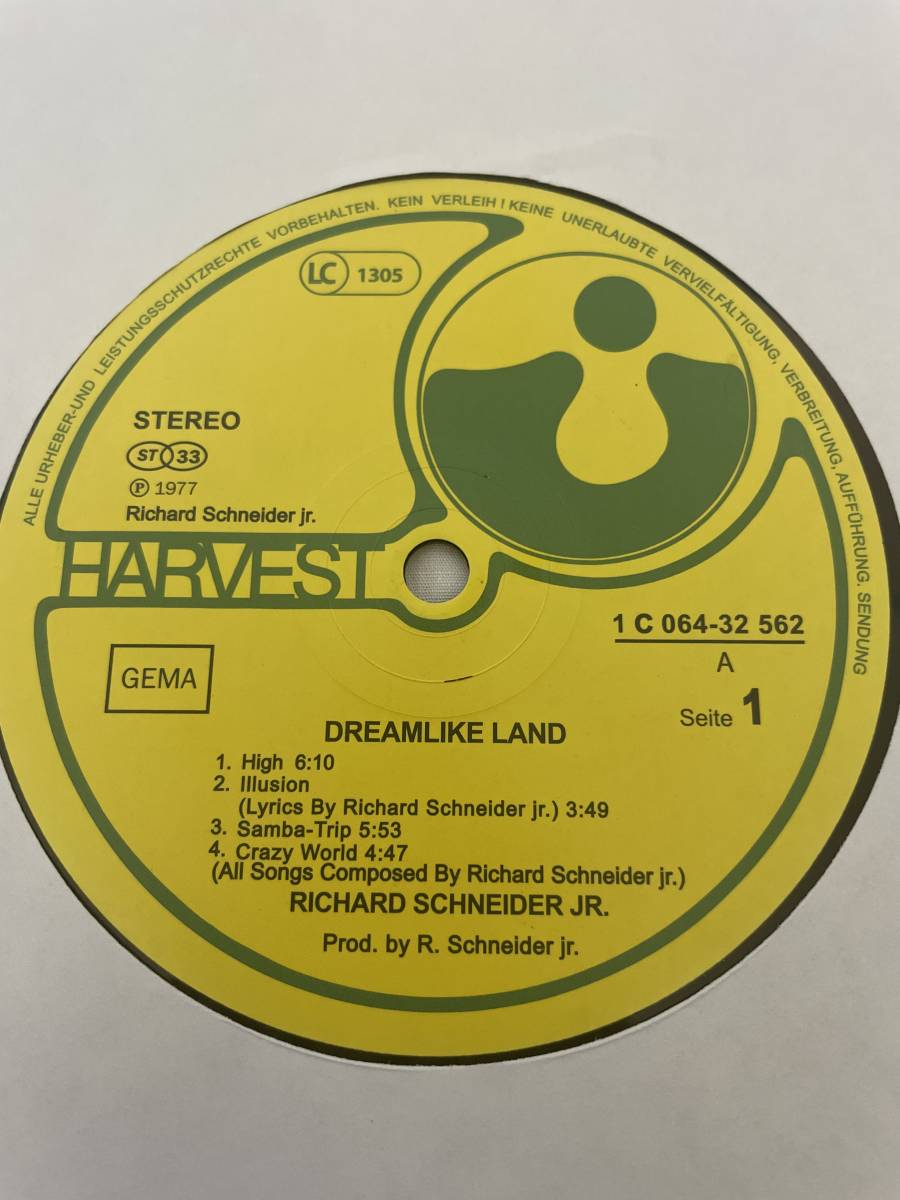 ALLE URHEBER-UND LEISTUNGSSCHUTZRECHTE VORBEHALTEN. KEIN VERLEIH! KEINE UNERLAUBTE VERVIELFÄLTIGUNG, VERBREITUNG, AUFFÜHRUNG. SENDUNG
LC 1305
STEREO
ST 33
Ⓟ 1977
Richard Schneider jr.
HARVEST
1 C 064-32 562
A
GEMA
Seite 1
DREAMLIKE LAND
1. High 6:10
2. Illusion
(Lyrics By Richard Schneider jr.) 3:49
3. Samba-Trip 5:53
4. Crazy World 4:47
(All Songs Composed By Richard Schneider jr.)
RICHARD SCHNEIDER JR.
Prod. by R. Schneider jr.